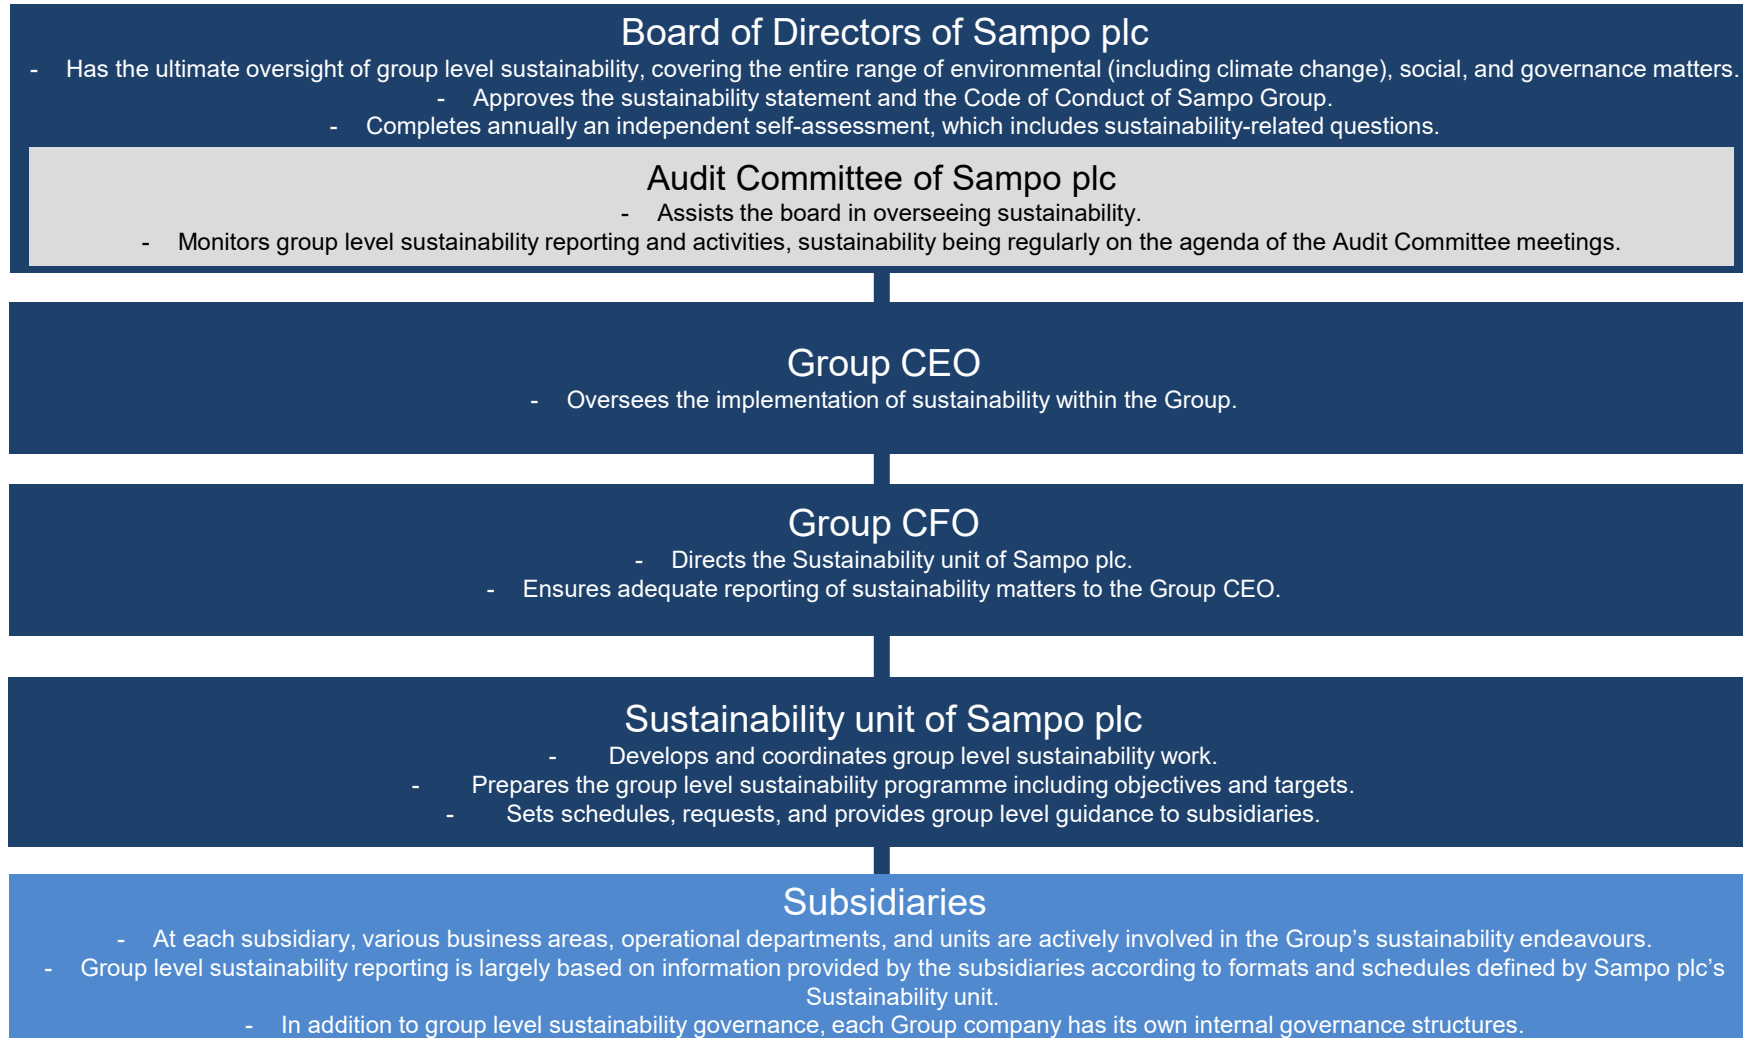 Board of Directors of Sampo plc
- Has the ultimate oversight of group level sustainability, covering the entire range of environmental (including climate change), social, and governance matters.
- Approves the sustainability statement and the Code of Conduct of Sampo Group.
- Completes annually an independent self-assessment, which includes sustainability-related questions.
Audit Committee of Sampo plc
- Assists the board in overseeing sustainability.
- Monitors group level sustainability reporting and activities, sustainability being regularly on the agenda of the Audit Committee meetings.
Group CEO
- Oversees the implementation of sustainability within the Group.
Group CFO
- Directs the Sustainability unit of Sampo plc.
- Ensures adequate reporting of sustainability matters to the Group CEO.
Sustainability unit of Sampo plc
- Develops and coordinates group level sustainability work.
- Prepares the group level sustainability programme including objectives and targets.
- Sets schedules, requests, and provides group level guidance to subsidiaries.
Subsidiaries
- At each subsidiary, various business areas, operational departments, and units are actively involved in the Group’s sustainability endeavours.
- Group level sustainability reporting is largely based on information provided by the subsidiaries according to formats and schedules defined by Sampo plc’s
Sustainability unit.
- In addition to group level sustainability governance, each Group company has its own internal governance structures.